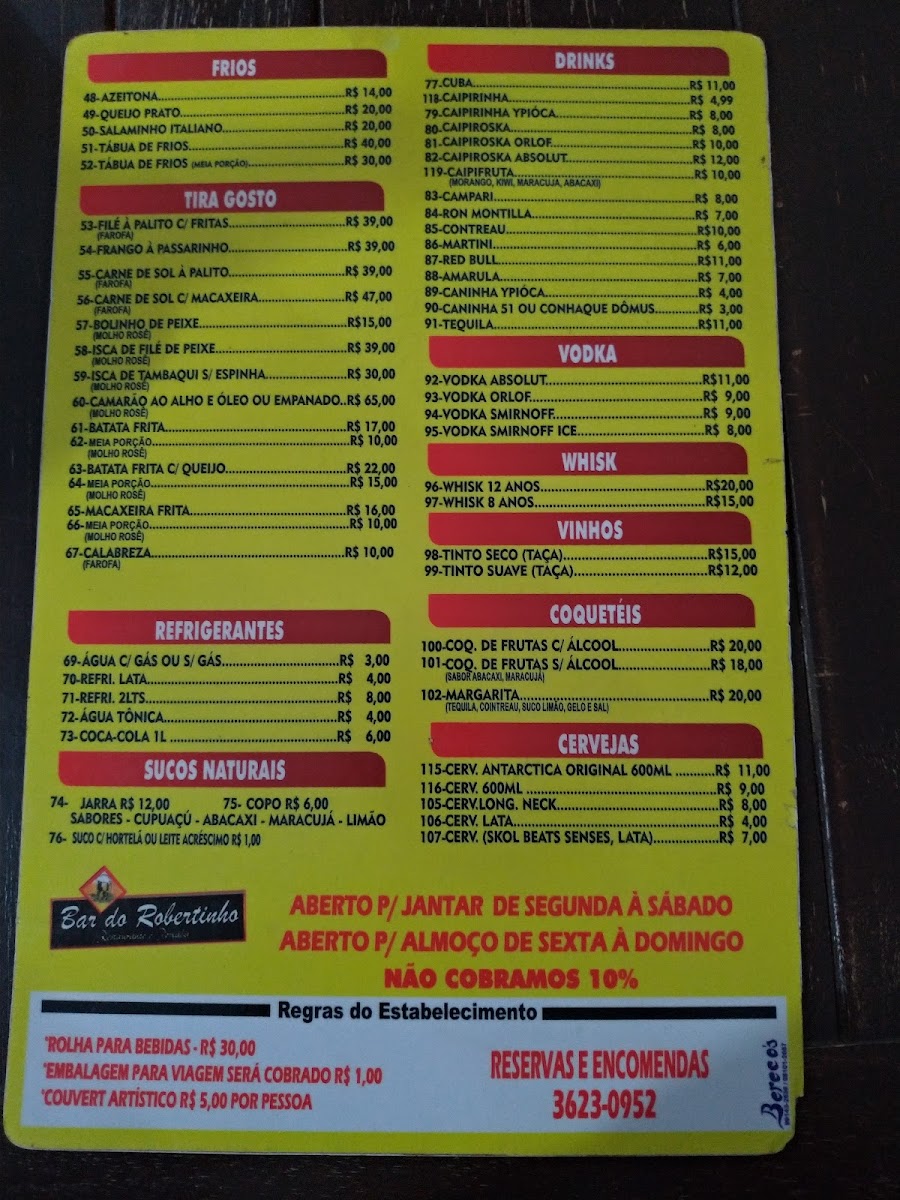 FRIOS
48-AZEITONA................R$ 14,00
49-QUEIJO PRATO................R$ 20,00
50-SALAMINHO ITALIANO................R$ 20,00
51-TÁBUA DE FRIOS................R$ 40,00
52-TÁBUA DE FRIOS (MEIA PORÇÃO)................R$ 30,00
TIRA GOSTO
53-FILÉ À PALITO C/ FRITAS................R$ 39,00
(FAROFA)
54-FRANGO À PASSARINHO................R$ 39,00
55-CARNE DE SOL À PALITO................R$ 39,00
(FAROFA)
56-CARNE DE SOL C/ MACAXEIRA................R$ 47,00
(FAROFA)
57-BOLINHO DE PEIXE................R$15,00
(MOLHO ROSÊ)
58-ISCA DE FILÉ DE PEIXE................R$ 39,00
(MOLHO ROSÊ)
59-ISCA DE TAMBAQUI S/ ESPINHA................R$ 30,00
(MOLHO ROSÊ)
60-CAMARÃO AO ALHO E ÓLEO OU EMPANADO..R$ 65,00
(MOLHO ROSÊ)
61-BATATA FRITA................R$ 17,00
62-MEIA PORÇÃO................R$ 10,00
(MOLHO ROSÊ)
63-BATATA FRITA C/ QUEIJO................R$ 22,00
64-MEIA PORÇÃO................R$ 15,00
(MOLHO ROSÊ)
65-MACAXEIRA FRITA................R$ 16,00
66-MEIA PORÇÃO................R$ 10,00
(MOLHO ROSÊ)
67-CALABREZA................R$ 10,00
(FAROFA)
REFRIGERANTES
69-ÁGUA C/ GÁS OU S/ GÁS................R$ 3,00
70-REFRI. LATA................R$ 4,00
71-REFRI. 2LTS................R$ 8,00
72-ÁGUA TÔNICA................R$ 4,00
73-COCA-COLA 1L ................R$ 6,00
SUCOS NATURAIS
74- JARRA R$ 12,00 75- COPO R$ 6,00
SABORES - CUPUAÇÚ - ABACAXI - MARACUJÁ - LIMÃO
76- SUCO C/ HORTELÁ OU LEITE ACRÉSCIMO R$ 1,00
DRINKS
77-CUBA................R$ 11,00
118-CAIPIRINHA................R$ 4,99
79-CAIPIRINHA YPIÓCA................R$ 8,00
80-CAIPIROSKA................R$ 8,00
81-CAIPIROSKA ORLOF................R$ 10,00
82-CAIPIROSKA ABSOLUT................R$ 12,00
119-CAIPIFRUTA................R$ 10,00
(MORANGO, KIWI, MARACUJA, ABACAXI)
83-CAMPARI................R$ 8,00
84-RON MONTILLA................R$ 7,00
85-CONTREAU................R$10,00
86-MARTINI................R$ 6,00
87-RED BULL................R$11,00
88-AMARULA................R$ 7,00
89-CANINHA YPIÓCA................R$ 4,00
90-CANINHA 51 OU CONHAQUE DÔMUS...........R$ 3,00
91-TEQUILA................R$11,00
VODKA
92-VODKA ABSOLUT................R$11,00
93-VODKA ORLOF................R$ 9,00
94-VODKA SMIRNOFF................R$ 9,00
95-VODKA SMIRNOFF ICE................R$ 8,00
WHISK
96-WHISK 12 ANOS................R$20,00
97-WHISK 8 ANOS................R$15,00
VINHOS
98-TINTO SECO (TAÇA)................R$15,00
99-TINTO SUAVE (TAÇA)................R$12,00
COQUETÉIS
100-COQ. DE FRUTAS C/ ÁLCOOL................R$ 20,00
101-COQ. DE FRUTAS S/ ÁLCOOL................R$ 18,00
(SABOR ABACAXI, MARACUJÁ)
102-MARGARITA................R$ 20,00
(TEQUILA, COINTREAU, SUCO LIMÃO, GELO E SAL)
CERVEJAS
115-CERV. ANTARCTICA ORIGINAL 600ML ..........R$ 11,00
116-CERV. 600ML ................R$ 9,00
105-CERV.LONG. NECK................R$ 8,00
106-CERV. LATA................R$ 4,00
107-CERV. (SKOL BEATS SENSES, LATA)................R$ 7,00
Bar do Robertinho
ABERTO P/ JANTAR DE SEGUNDA À SÁBADO
ABERTO P/ ALMOÇO DE SEXTA À DOMINGO
NÃO COBRAMOS 10%
Regras do Estabelecimento
*ROLHA PARA BEBIDAS - R$ 30,00
*EMBALAGEM PARA VIAGEM SERÁ COBRADO R$ 1,00
*COUVERT ARTÍSTICO R$ 5,00 POR PESSOA
RESERVAS E ENCOMENDAS
3623-0952
Bereco's